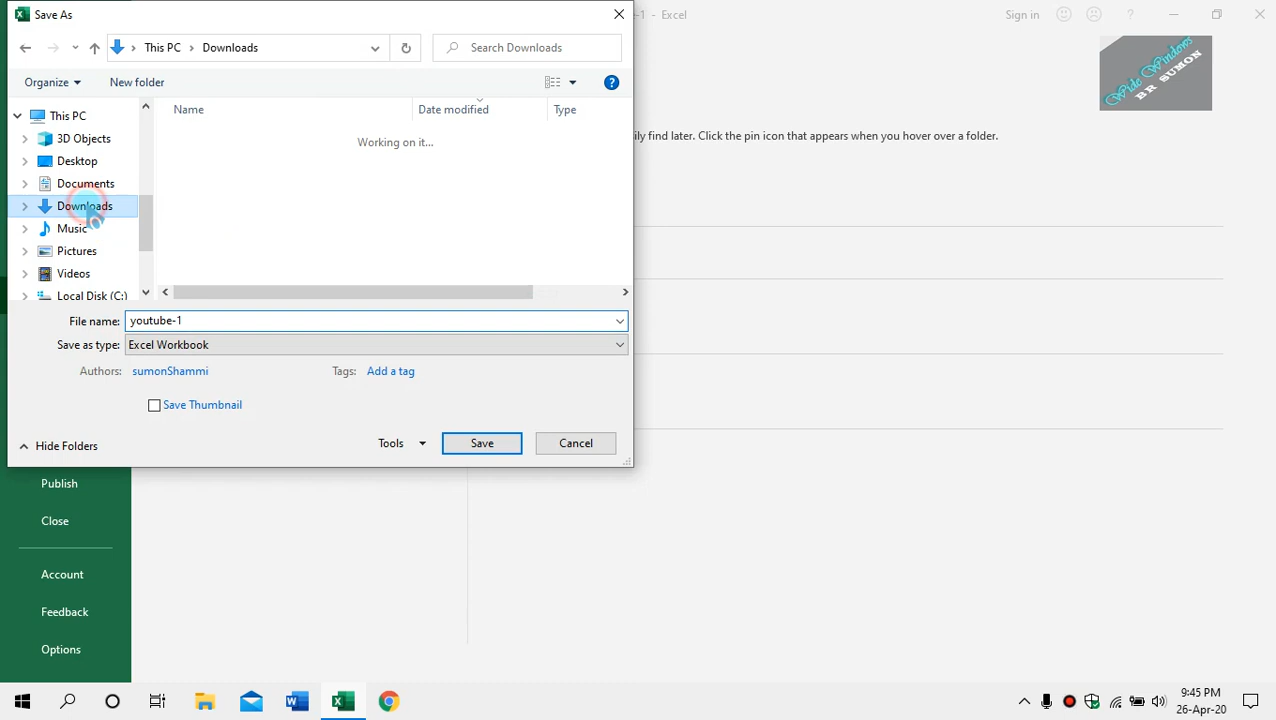 Save As
-1 - Excel
Sign in
?
This PC
Downloads
Search Downloads
Wide Windows
BR SUMON
Organize
New folder
?
Name
Date modified
Type
This PC
3D Objects
Desktop
Documents
Downloads
Music
Pictures
Videos
Local Disk (C:)
Working on it...
ily find later. Click the pin icon that appears when you hover over a folder.
File name:
youtube-1
Save as type:
Excel Workbook
Authors:
sumonShammi
Tags:
Add a tag
Save Thumbnail
Hide Folders
Tools
Save
Cancel
Publish
Close
Account
Feedback
Options
9:45 PM
26-Apr-20